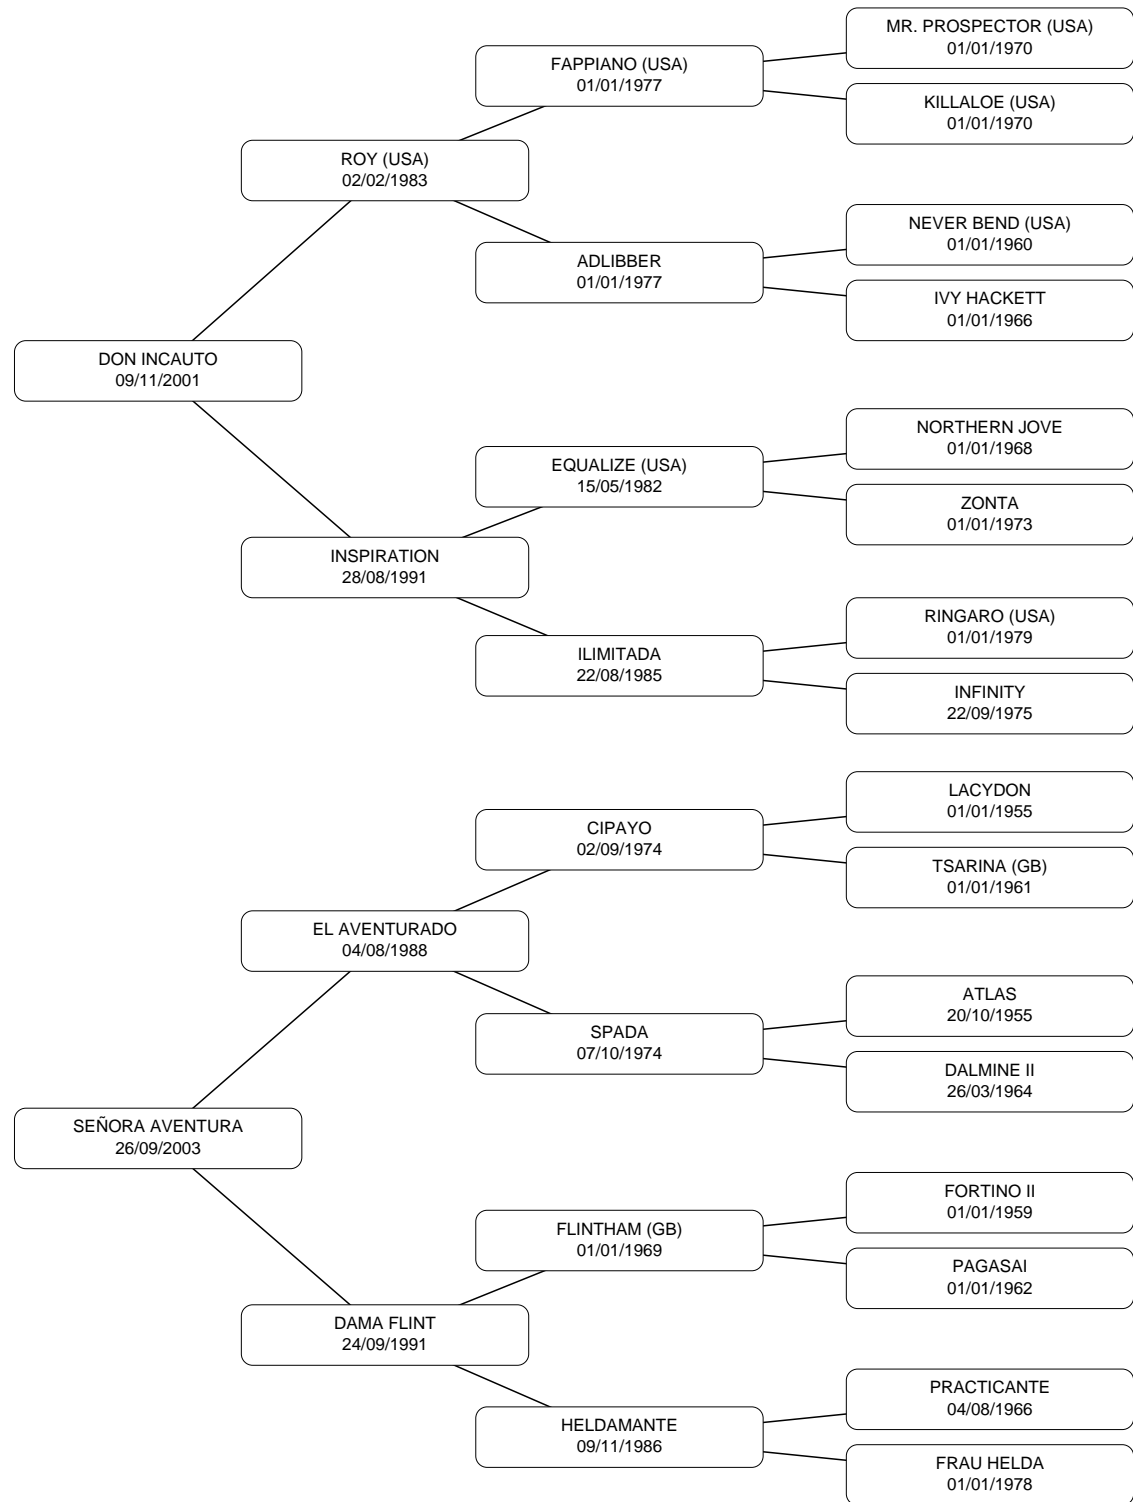 MR. PROSPECTOR (USA)
01/01/1970
FAPPIANO (USA)
01/01/1977
KILLALOE (USA)
01/01/1970
ROY (USA)
02/02/1983
NEVER BEND (USA)
01/01/1960
ADLIBBER
01/01/1977
IVY HACKETT
01/01/1966
DON INCAUTO
09/11/2001
NORTHERN JOVE
01/01/1968
EQUALIZE (USA)
15/05/1982
ZONTA
01/01/1973
INSPIRATION
28/08/1991
RINGARO (USA)
01/01/1979
ILIMITADA
22/08/1985
INFINITY
22/09/1975
LACYDON
01/01/1955
CIPAYO
02/09/1974
TSARINA (GB)
01/01/1961
EL AVENTURADO
04/08/1988
ATLAS
20/10/1955
SPADA
07/10/1974
DALMINE II
26/03/1964
SEÑORA AVENTURA
26/09/2003
FORTINO II
01/01/1959
FLINTHAM (GB)
01/01/1969
PAGASAI
01/01/1962
DAMA FLINT
24/09/1991
PRACTICANTE
04/08/1966
HELDAMANTE
09/11/1986
FRAU HELDA
01/01/1978